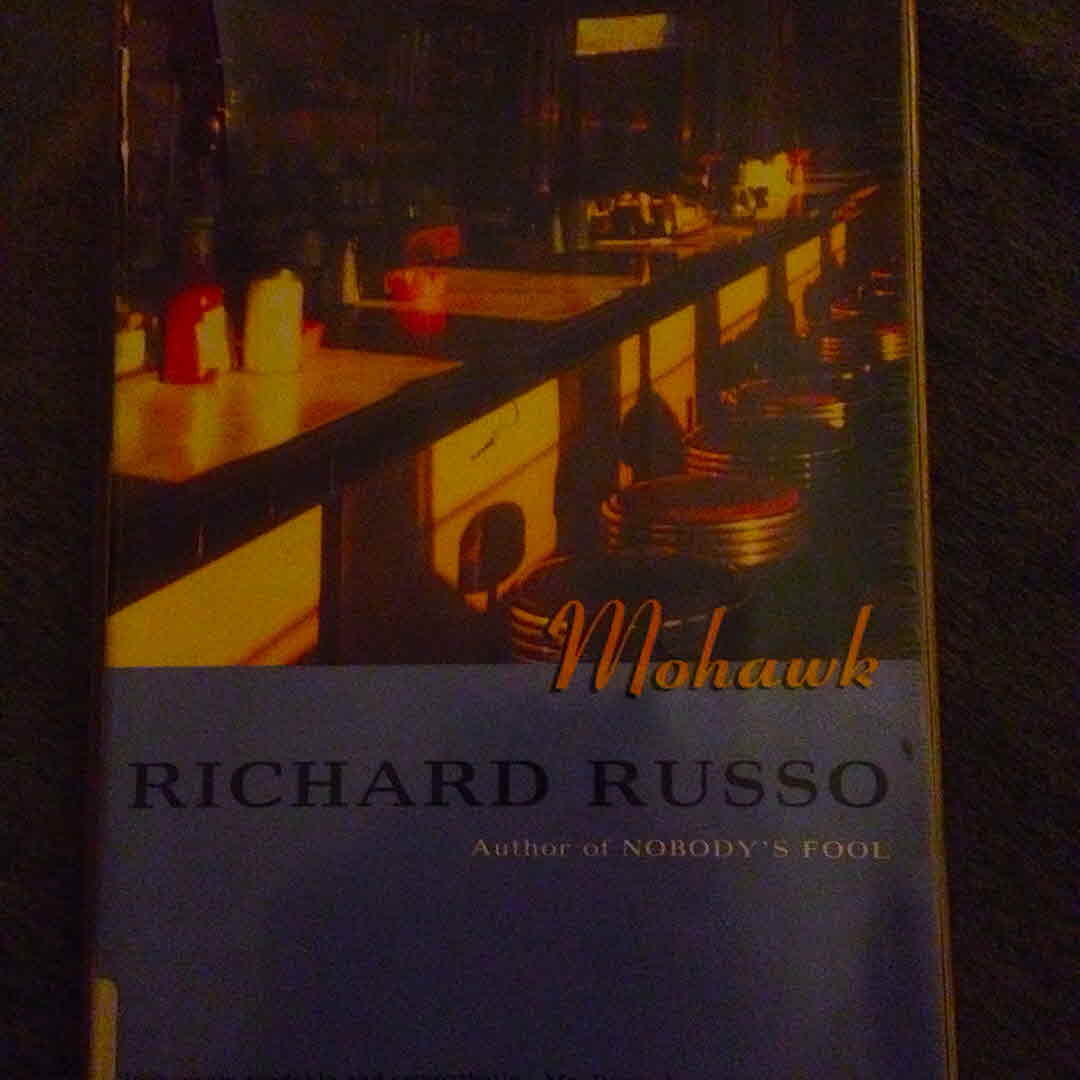 Mohawk
RICHARD RUSSO
Author of NOBODY'S FOOL